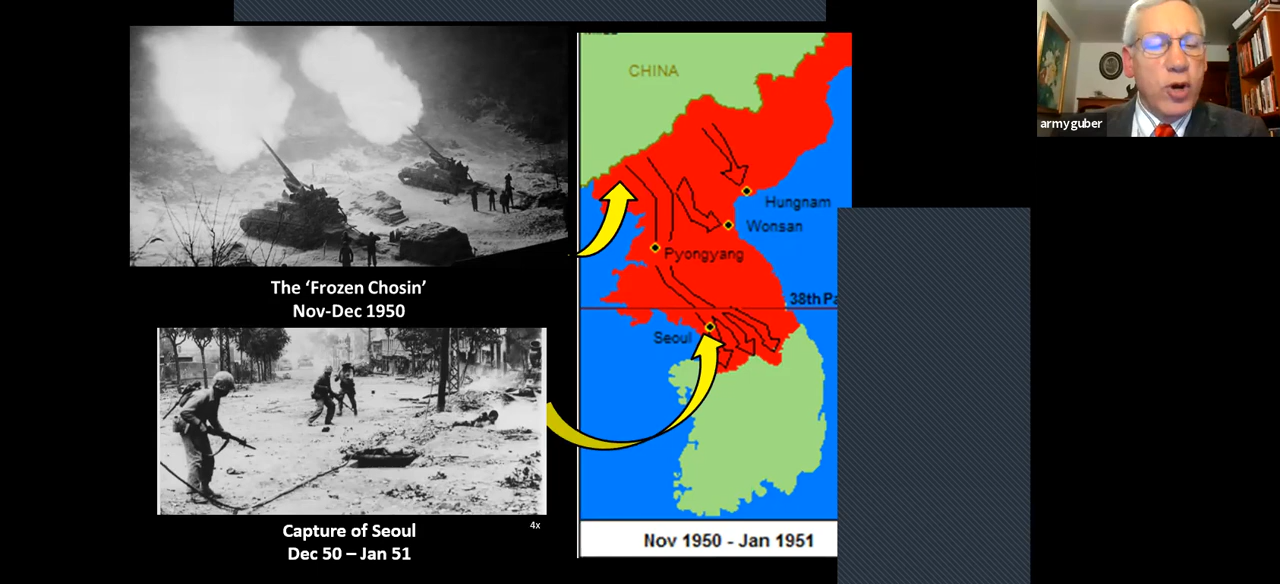 The ‘Frozen Chosin’
Nov-Dec 1950
Capture of Seoul
Dec 50 – Jan 51
4x
CHINA
Hungnam
Wonsan
Pyongyang
38th Pa
Seoul
Nov 1950 - Jan 1951
armyguber